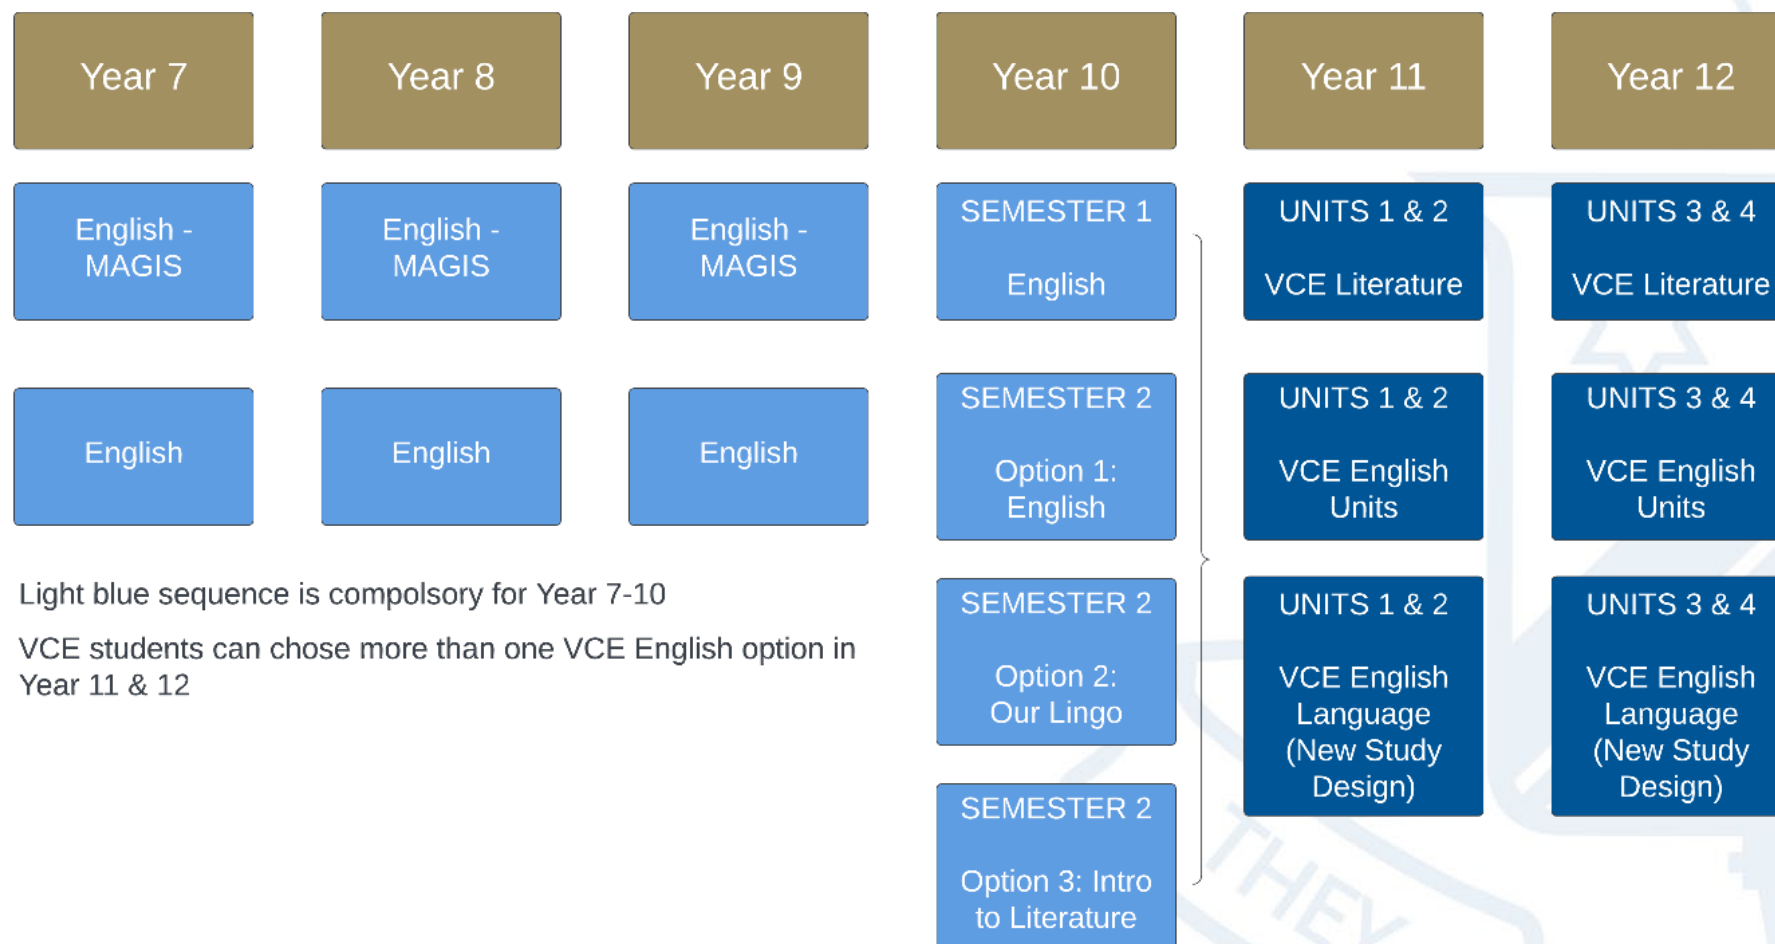 Year 7
Year 8
Year 9
Year 10
Year 11
Year 12
English -
MAGIS
English -
MAGIS
English -
MAGIS
SEMESTER 1
English
UNITS 1 & 2
VCE Literature
UNITS 3 & 4
VCE Literature
English
English
English
SEMESTER 2
Option 1:
English
UNITS 1 & 2
VCE English
Units
UNITS 3 & 4
VCE English
Units
Light blue sequence is compolsory for Year 7-10
VCE students can chose more than one VCE English option in
Year 11 & 12
SEMESTER 2
Option 2:
Our Lingo
UNITS 1 & 2
VCE English
Language
(New Study
Design)
UNITS 3 & 4
VCE English
Language
(New Study
Design)
SEMESTER 2
Option 3: Intro
to Literature
THEY